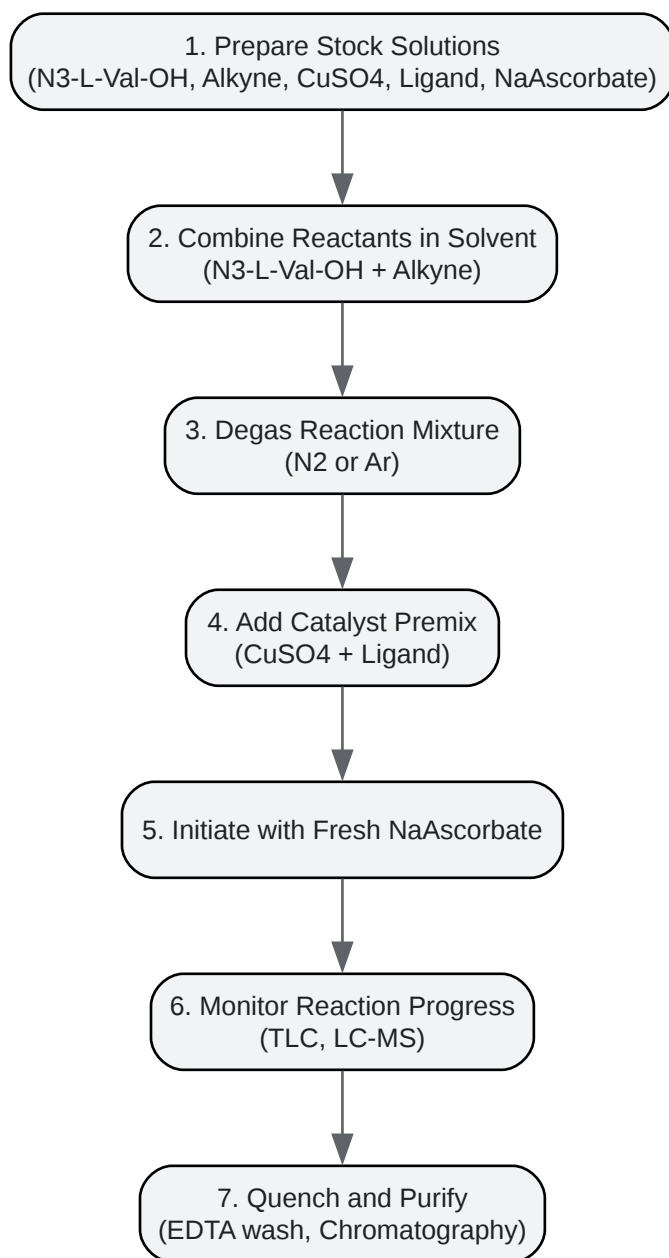 1. Prepare Stock Solutions
(N3-L-Val-OH, Alkyne, CuSO4, Ligand, NaAscorbate)
2. Combine Reactants in Solvent
(N3-L-Val-OH + Alkyne)
3. Degas Reaction Mixture
(N2 or Ar)
4. Add Catalyst Premix
(CuSO4 + Ligand)
5. Initiate with Fresh NaAscorbate
6. Monitor Reaction Progress
(TLC, LC-MS)
7. Quench and Purify
(EDTA wash, Chromatography)